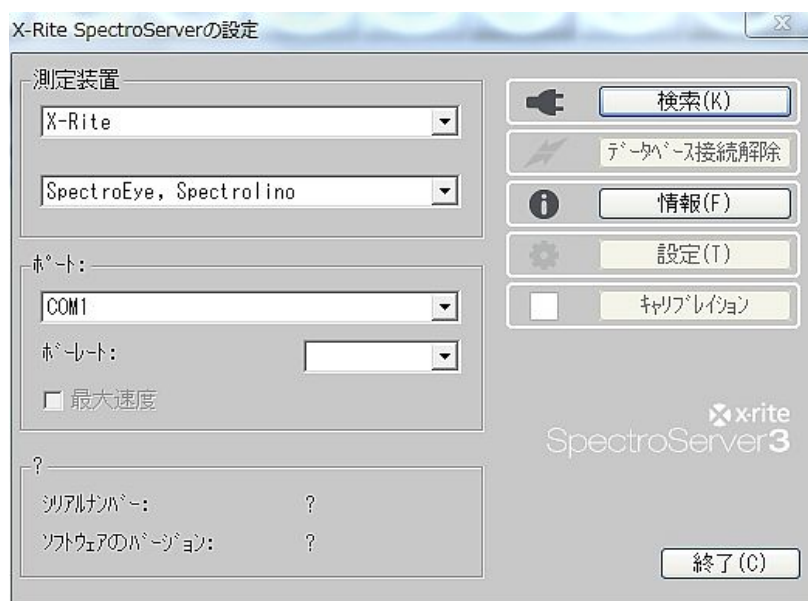 X-Rite SpectroServerの設定
測定装置
X-Rite
SpectroEye, Spectrolino
ポート:
COM1
ボーレート:
最大速度
?
シリアルナンバー: ?
ソフトウェアのバージョン: ?
検索(K)
データベース接続解除
情報(F)
設定(T)
キャリブレイション
x-rite
SpectroServer3
終了(C)